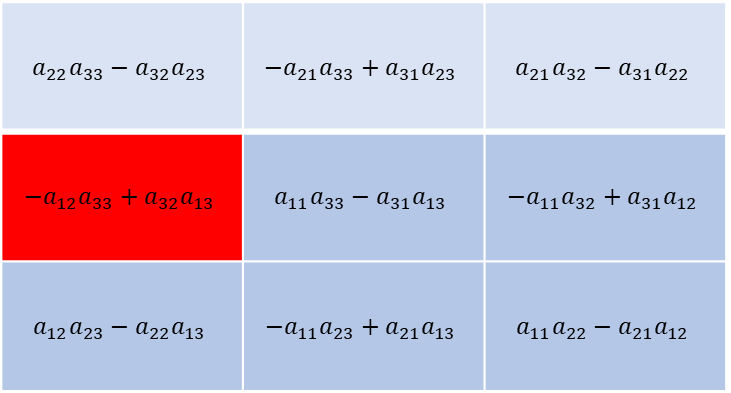 𝑎₂₂𝑎₃₃ − 𝑎₃₂𝑎₂₃
−𝑎₂₁𝑎₃₃ + 𝑎₃₁𝑎₂₃
𝑎₂₁𝑎₃₂ − 𝑎₃₁𝑎₂₂
−𝑎₁₂𝑎₃₃ + 𝑎₃₂𝑎₁₃
𝑎₁₁𝑎₃₃ − 𝑎₃₁𝑎₁₃
−𝑎₁₁𝑎₃₂ + 𝑎₃₁𝑎₁₂
𝑎₁₂𝑎₂₃ − 𝑎₂₂𝑎₁₃
−𝑎₁₁𝑎₂₃ + 𝑎₂₁𝑎₁₃
𝑎₁₁𝑎₂₂ − 𝑎₂₁𝑎₁₂